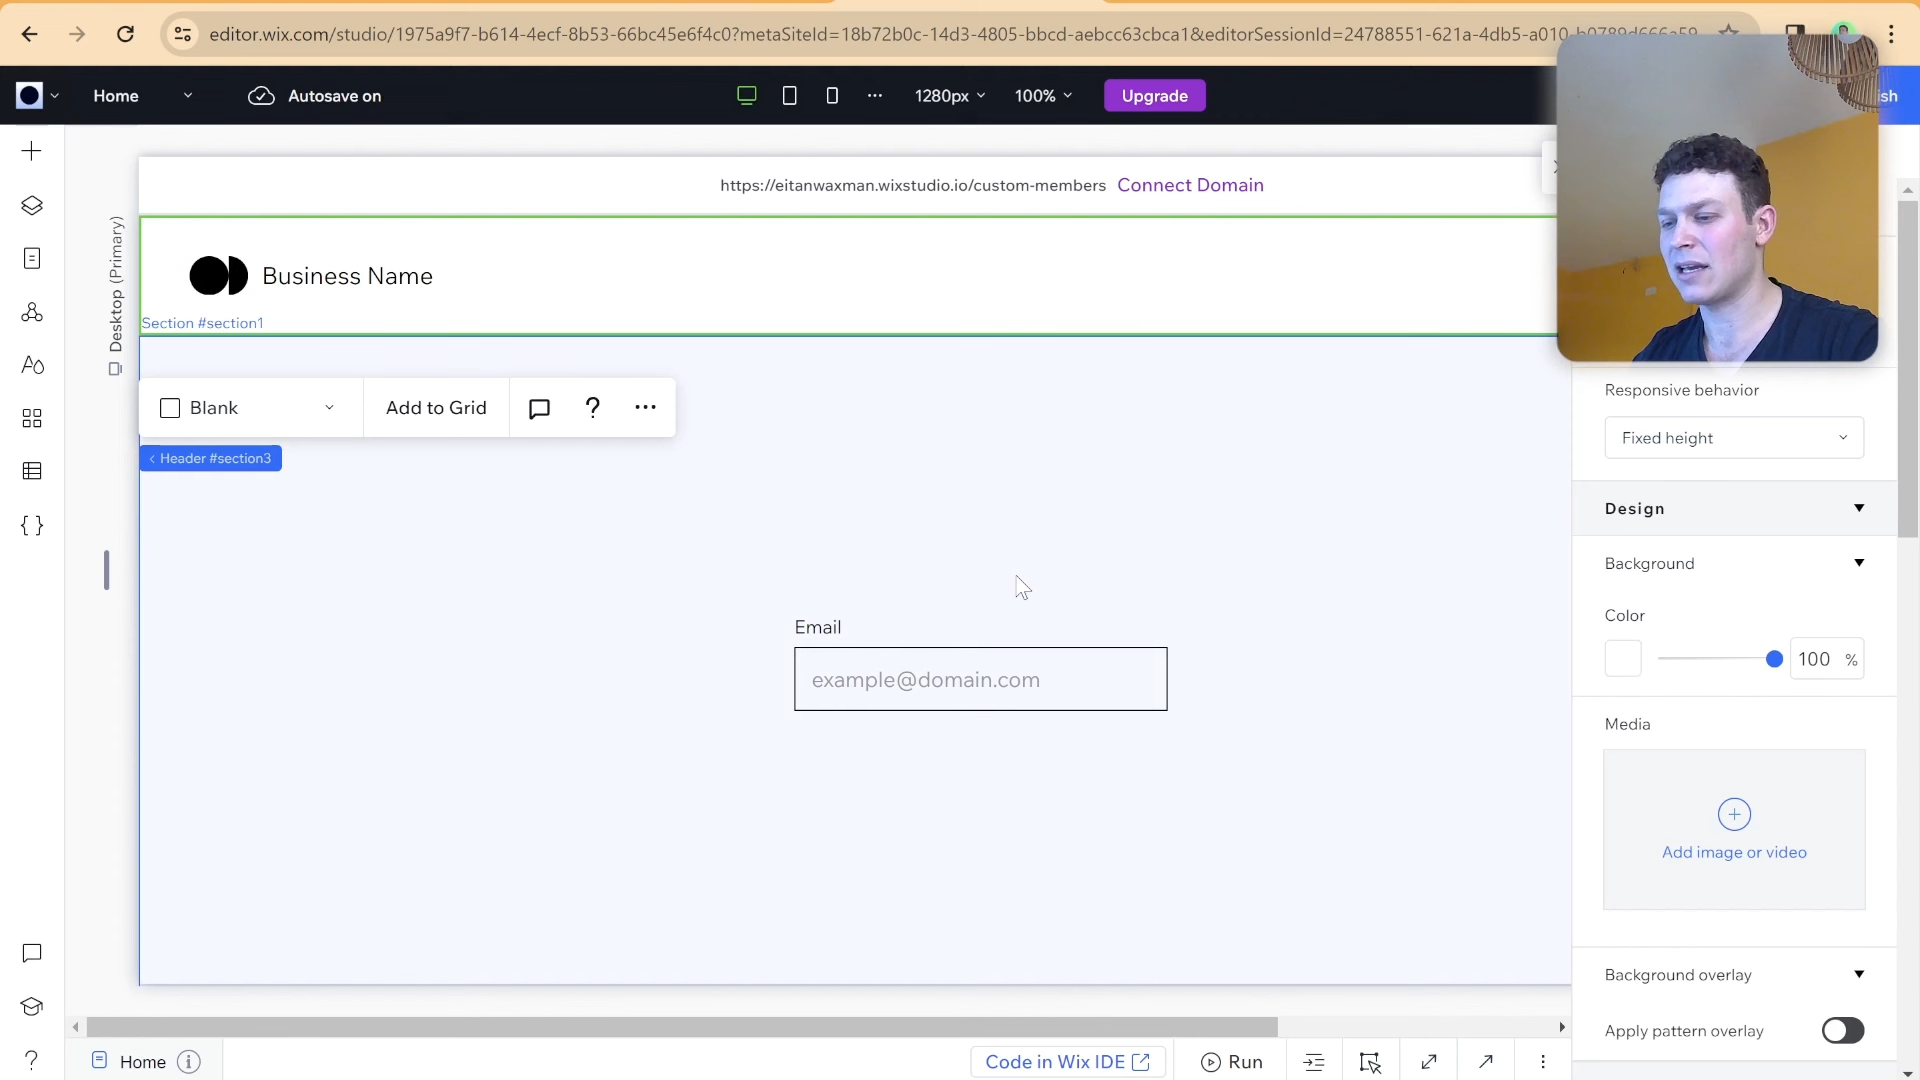 editor.wix.com/studio/1975a9f7-b614-4ecf-8b53-66bc45e6f4c0?metaSiteId=18b72b0c-14d3-4805-bbcd-aebcc63cbca1&editorSessionId=24788551-621a-4db5-a010-b0789d666a59
Home
Autosave on
1280px
100%
Upgrade
https://eitanwaxman.wixstudio.io/custom-members Connect Domain
Desktop (Primary)
Business Name
Section #section1
Blank
Add to Grid
?
< Header #section3
Email
example@domain.com
Responsive behavior
Fixed height
Design
Background
Color
100 %
Media
Add image or video
Background overlay
Apply pattern overlay
?
Home
Code in Wix IDE
Run